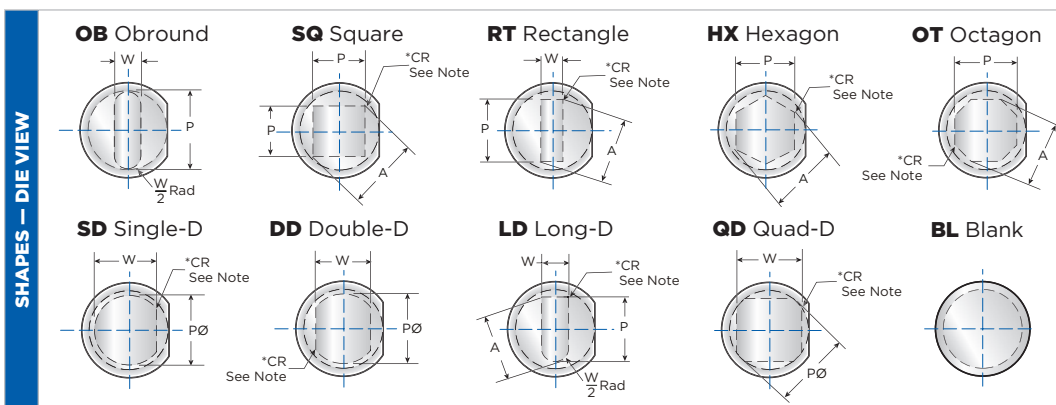 SHAPES — DIE VIEW
OB Obround
W
P
W/2 Rad
SQ Square
P
*CR
See Note
P
A
RT Rectangle
W
*CR
See Note
P
A
HX Hexagon
P
*CR
See Note
A
OT Octagon
P
*CR
See Note
A
SD Single-D
W
*CR
See Note
PØ
DD Double-D
W
PØ
*CR
See Note
LD Long-D
W
*CR
See Note
P
A
W/2 Rad
QD Quad-D
W
*CR
See Note
PØ
BL Blank